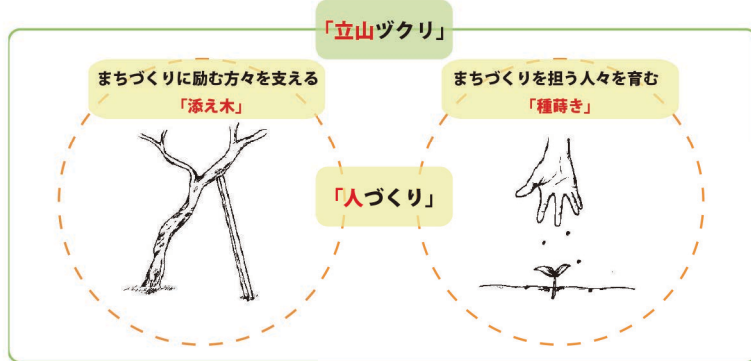 「立山ヅクリ」
まちづくりに励む方々を支える
「添え木」
まちづくりを担う人々を育む
「種蒔き」
「人づくり」